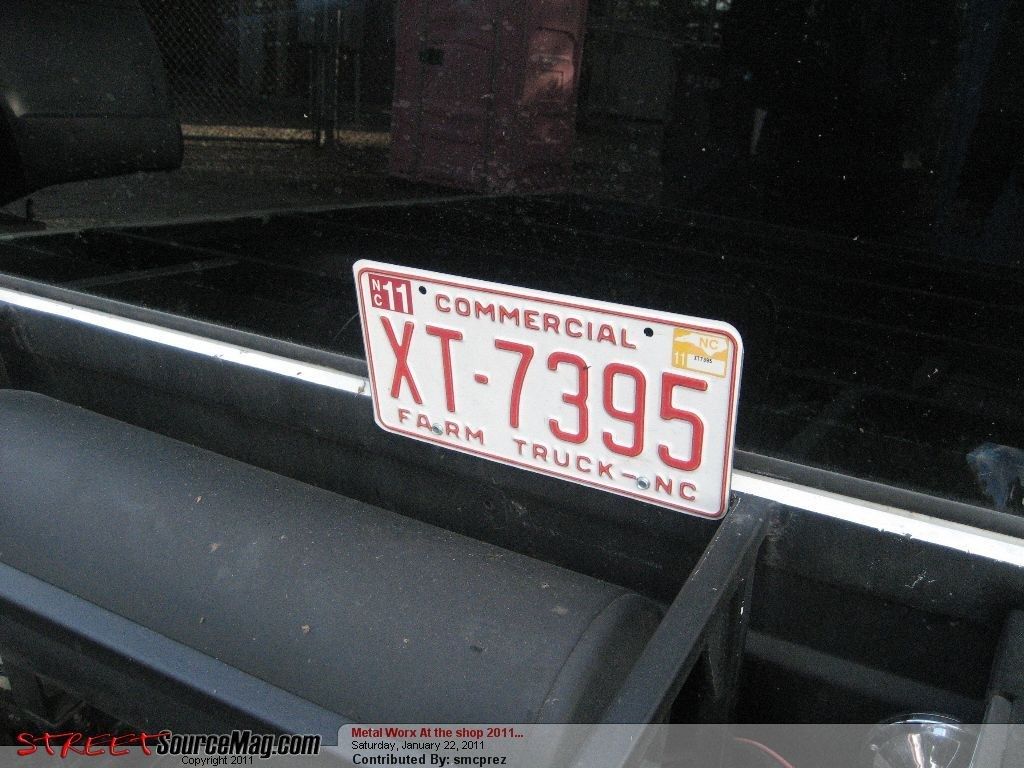 NC 11
COMMERCIAL
NC
11 XT7395
XT-7395
FARM TRUCK-NC
STREETSourceMag.com
Copyright 2011
Metal Worx At the shop 2011...
Saturday, January 22, 2011
Contributed By: smcprez